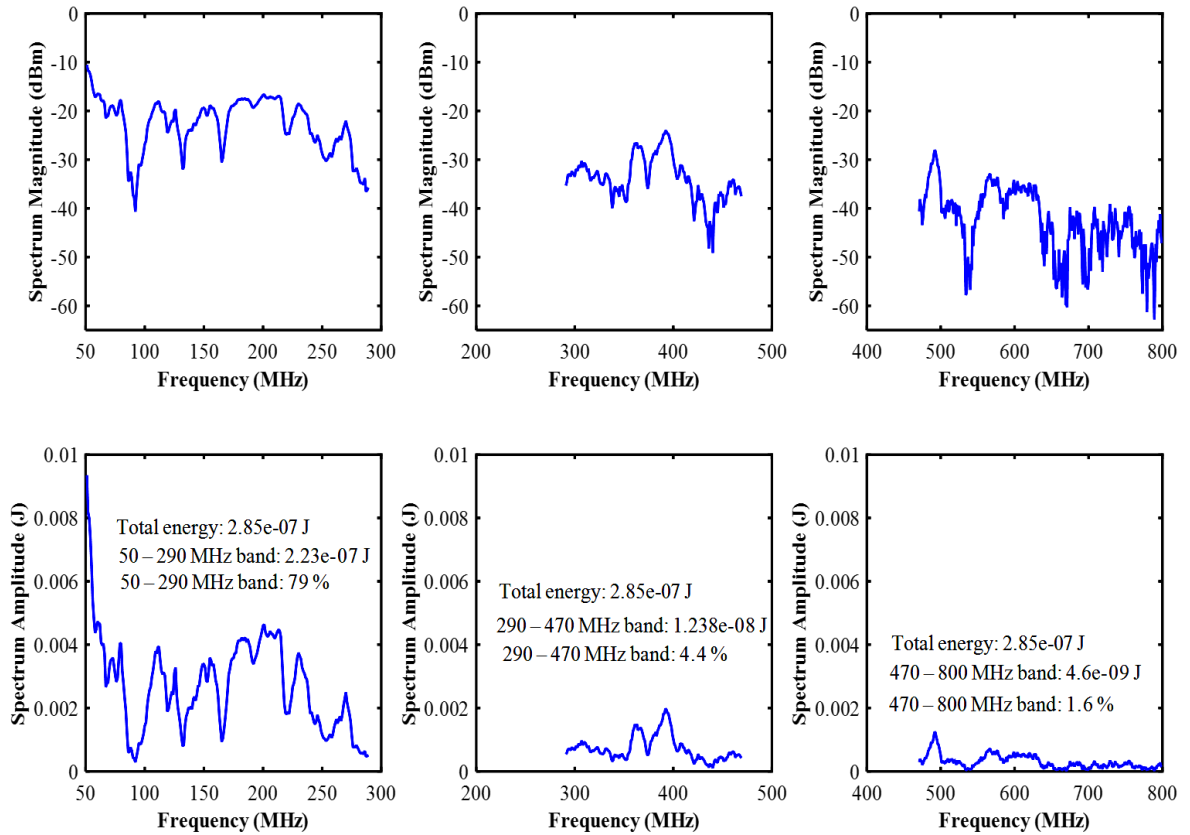 Spectrum Magnitude (dBm)
0
-10
-20
-30
-40
-50
-60
50 100 150 200 250 300
Frequency (MHz)
Spectrum Magnitude (dBm)
0
-10
-20
-30
-40
-50
-60
200 300 400 500
Frequency (MHz)
Spectrum Magnitude (dBm)
0
-10
-20
-30
-40
-50
-60
400 500 600 700 800
Frequency (MHz)
Spectrum Amplitude (J)
0.01
0.008
0.006
0.004
0.002
0
Total energy: 2.85e-07 J
50 – 290 MHz band: 2.23e-07 J
50 – 290 MHz band: 79 %
50 100 150 200 250 300
Frequency (MHz)
Spectrum Amplitude (J)
0.01
0.008
0.006
0.004
0.002
0
Total energy: 2.85e-07 J
290 – 470 MHz band: 1.238e-08 J
290 – 470 MHz band: 4.4 %
200 300 400 500
Frequency (MHz)
Spectrum Amplitude (J)
0.01
0.008
0.006
0.004
0.002
0
Total energy: 2.85e-07 J
470 – 800 MHz band: 4.6e-09 J
470 – 800 MHz band: 1.6 %
400 500 600 700 800
Frequency (MHz)